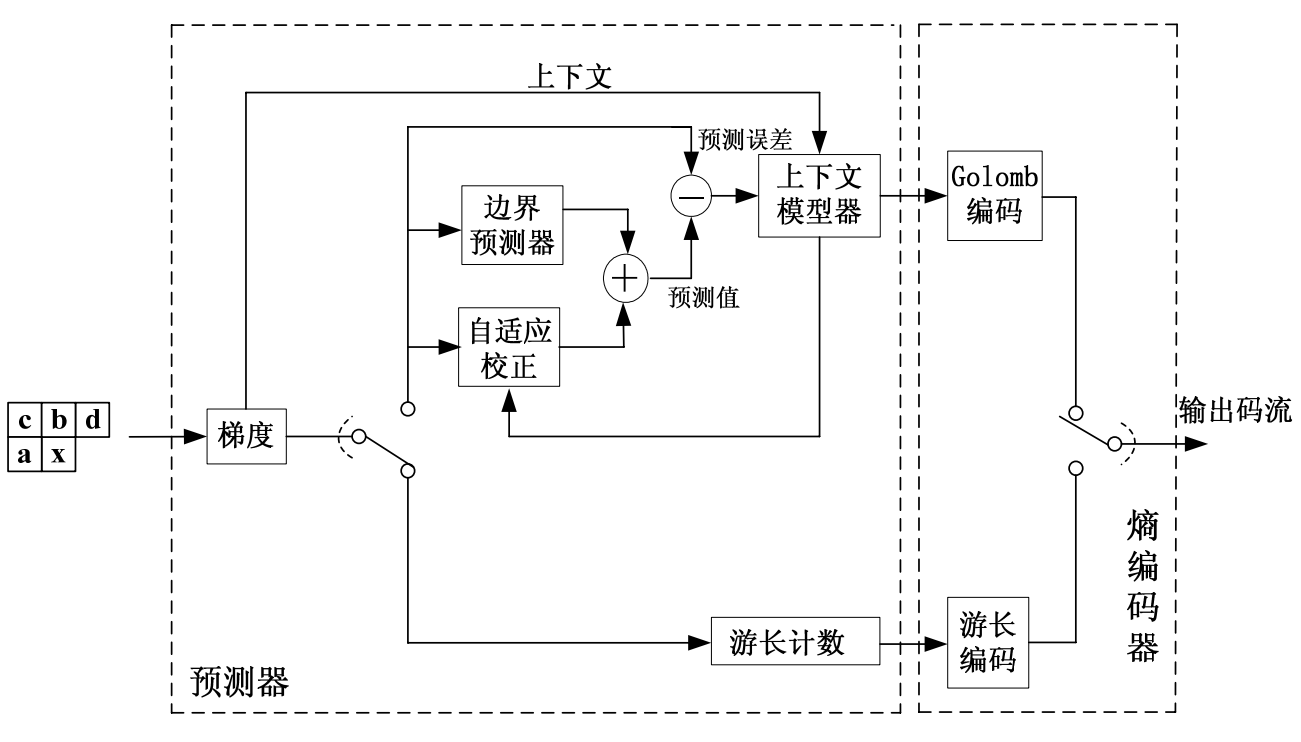 上下文
预测误差
上下文
模型器
Golomb
编码
边界
预测器
预测值
自适应
校正
c b d
a x
梯度
输出码流
熵编码器
游长计数
游长
编码
预测器